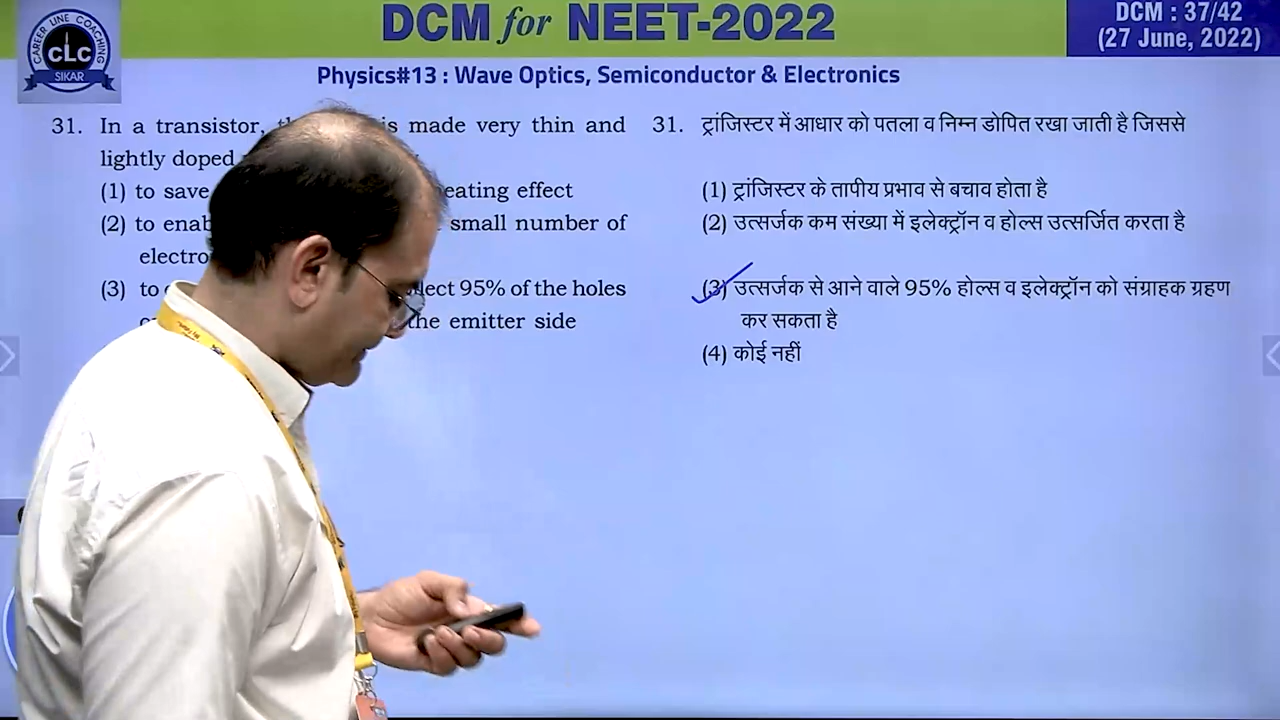 DCM for NEET-2022
DCM : 37/42
(27 June, 2022)
CAREER LINE COACHING
CLC
SIKAR
Physics#13 : Wave Optics, Semiconductor & Electronics
31. In a transistor, is made very thin and
lightly doped
(1) to save eating effect
(2) to small number of
(3) to 95% of the holes
the emitter side
31. ट्रांजिस्टर में आधार को पतला व निम्न डोपित रखा जाती है जिससे
(1) ट्रांजिस्टर के तापीय प्रभाव से बचाव होता है
(2) उत्सर्जक कम संख्या में इलेक्ट्रॉन व होल्स उत्सर्जित करता है
(3) उत्सर्जक से आने वाले 95% होल्स व इलेक्ट्रॉन को संग्राहक ग्रहण
कर सकता है
(4) कोई नहीं